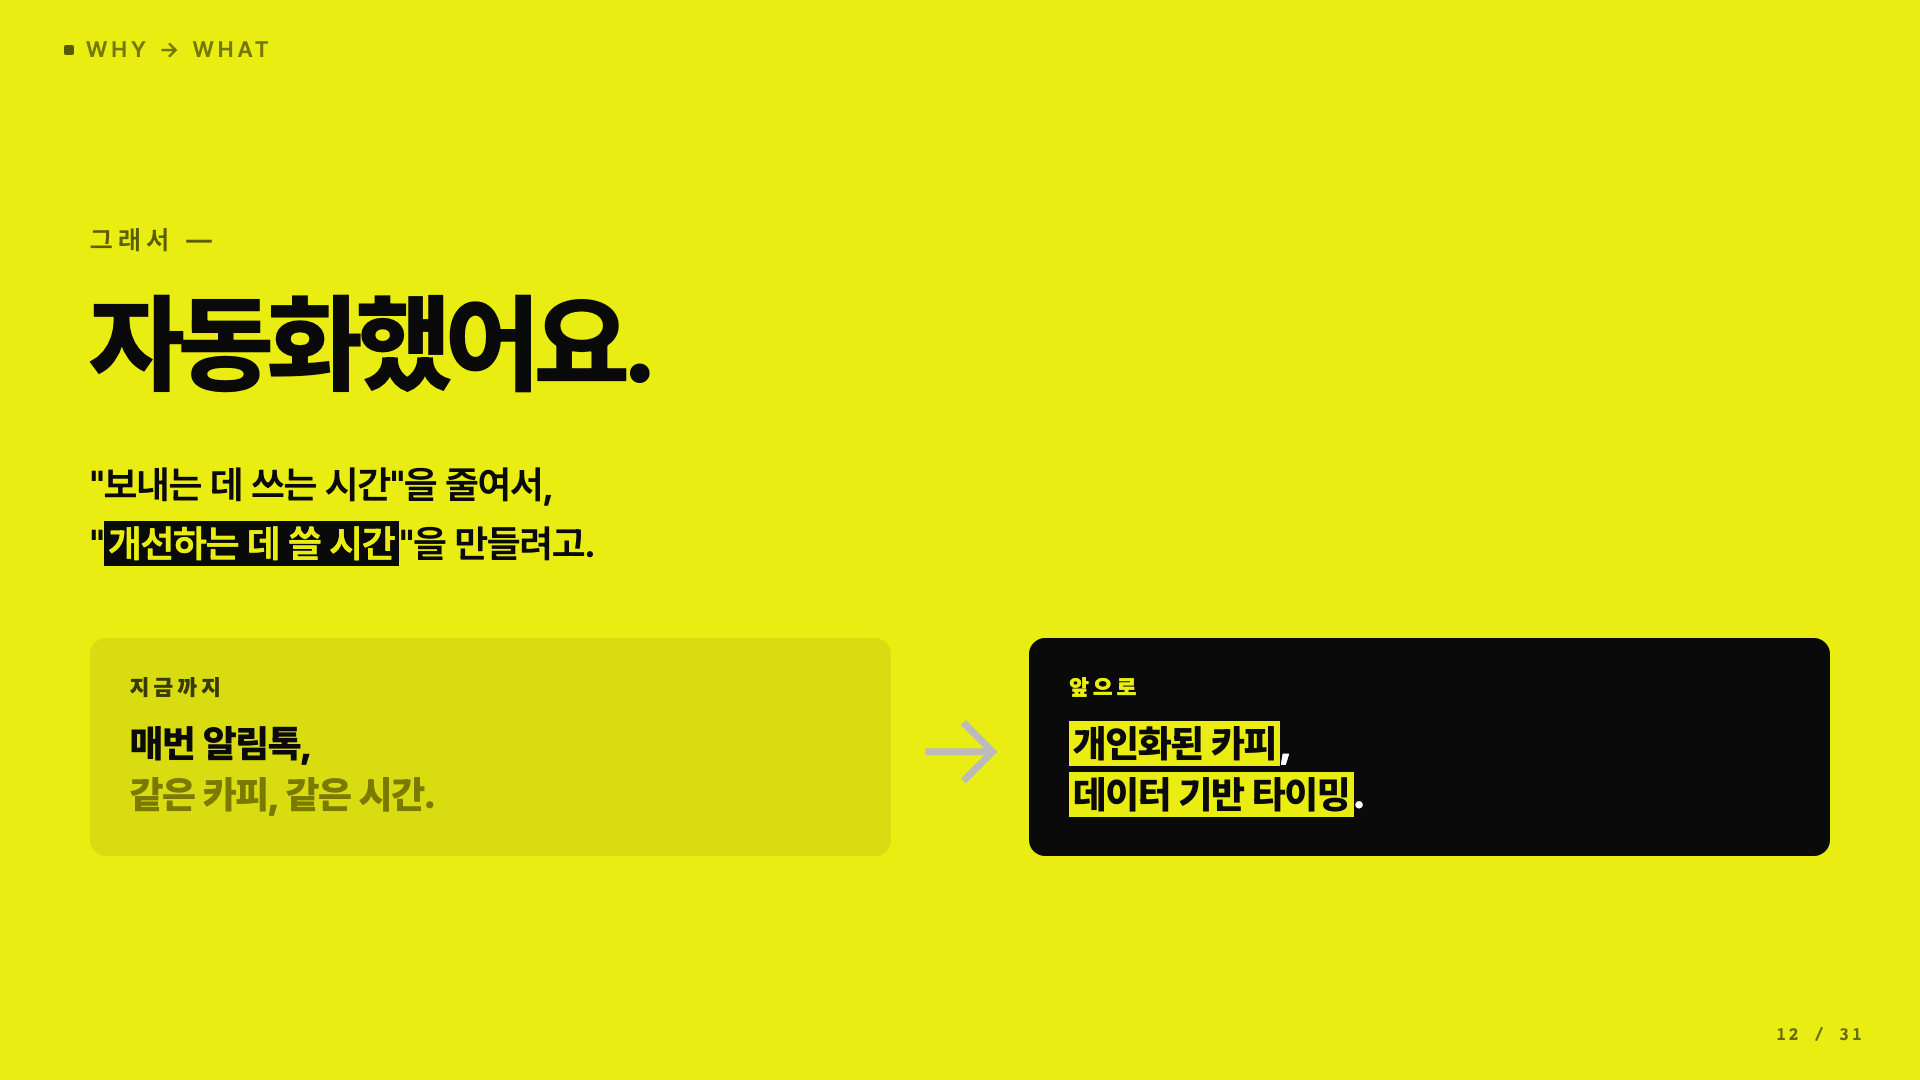 WHY → WHAT
그래서 —
자동화했어요.
"보내는 데 쓰는 시간"을 줄여서,
"개선하는 데 쓸 시간"을 만들려고.
지금까지
매번 알림톡,
같은 카피, 같은 시간.
→
앞으로
개인화된 카피,
데이터 기반 타이밍.
12 / 31